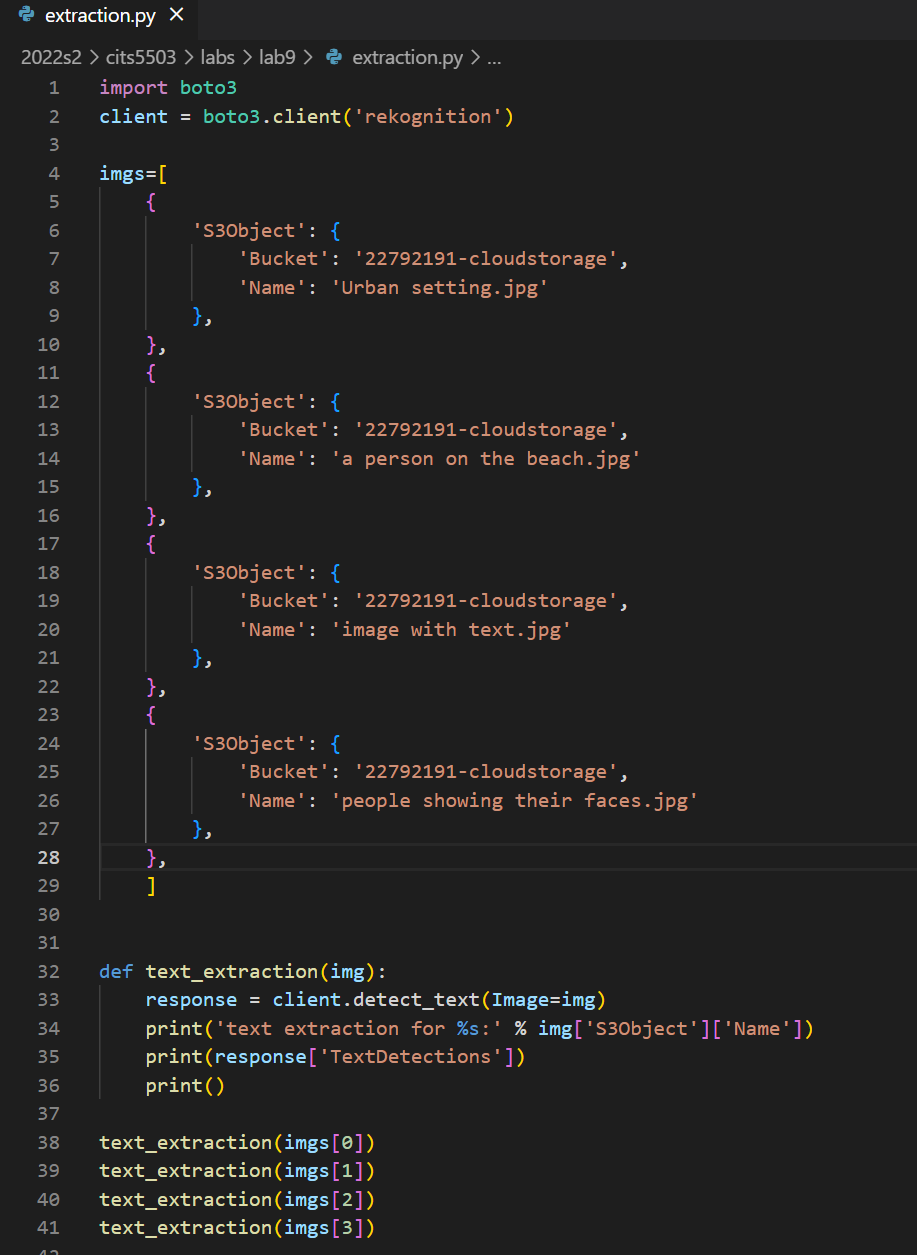 extraction.py ×
2022s2 > cits5503 > labs > lab9 > extraction.py > ...
1 import boto3
2 client = boto3.client('rekognition')
3
4 imgs=[
5     {
6         'S3Object': {
7             'Bucket': '22792191-cloudstorage',
8             'Name': 'Urban setting.jpg'
9         },
10     },
11     {
12         'S3Object': {
13             'Bucket': '22792191-cloudstorage',
14             'Name': 'a person on the beach.jpg'
15         },
16     },
17     {
18         'S3Object': {
19             'Bucket': '22792191-cloudstorage',
20             'Name': 'image with text.jpg'
21         },
22     },
23     {
24         'S3Object': {
25             'Bucket': '22792191-cloudstorage',
26             'Name': 'people showing their faces.jpg'
27         },
28     },
29     ]
30
31
32 def text_extraction(img):
33     response = client.detect_text(Image=img)
34     print('text extraction for %s:' % img['S3Object']['Name'])
35     print(response['TextDetections'])
36     print()
37
38 text_extraction(imgs[0])
39 text_extraction(imgs[1])
40 text_extraction(imgs[2])
41 text_extraction(imgs[3])